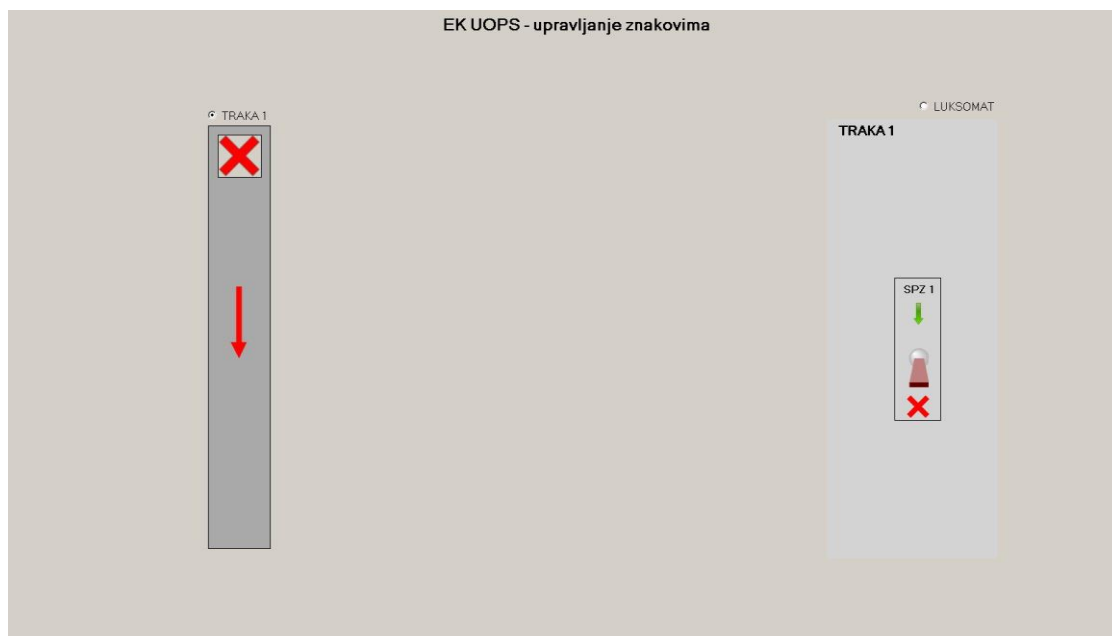 EK UOPS - upravljanje znakovima
TRAKA 1
LUKSOMAT
TRAKA 1
SPZ 1